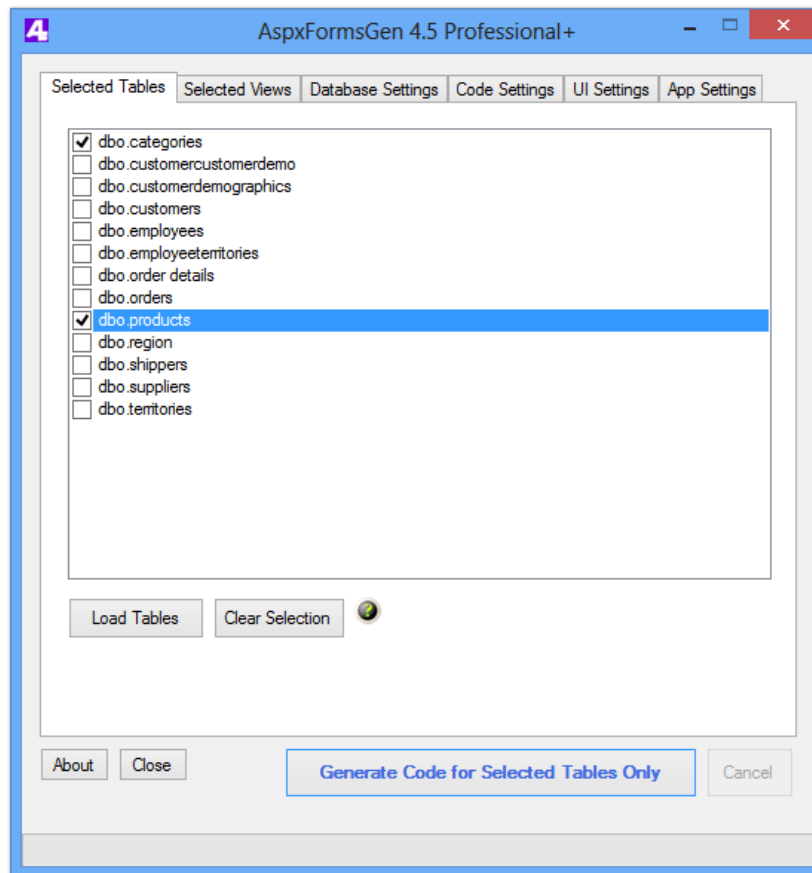 AspxFormsGen 4.5 Professional+
Selected Tables Selected Views Database Settings Code Settings UI Settings App Settings
dbo.categories
dbo.customercustomerdemo
dbo.customerdemographics
dbo.customers
dbo.employees
dbo.employeeterritories
dbo.order details
dbo.orders
dbo.products
dbo.region
dbo.shippers
dbo.suppliers
dbo.territories
Load Tables Clear Selection ?
About Close Generate Code for Selected Tables Only Cancel